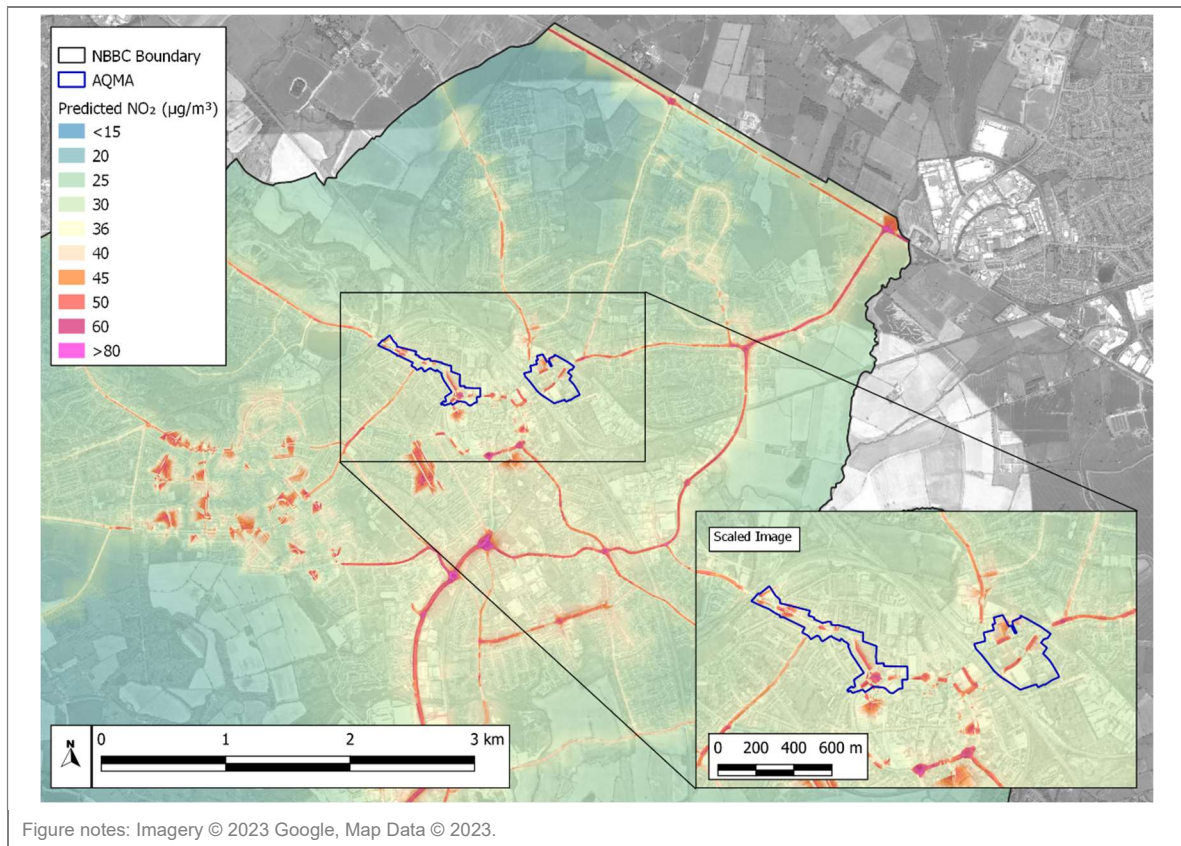 NBBC Boundary
AQMA
Predicted NO₂ (µg/m³)
<15
20
25
30
36
40
45
50
60
>80
Scaled Image
N
0 1 2 3 km
0 200 400 600 m
Figure notes: Imagery © 2023 Google, Map Data © 2023.